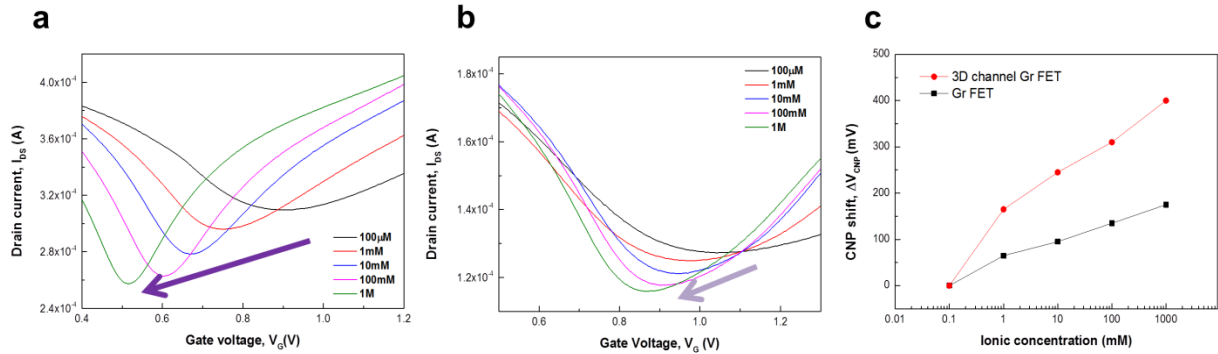 a
4.0x10⁻⁴
3.6x10⁻⁴
3.2x10⁻⁴
2.8x10⁻⁴
2.4x10⁻⁴
Drain current, I_DS (A)
100μM
1mM
10mM
100mM
1M
0.4 0.6 0.8 1.0 1.2
Gate voltage, V_G(V)
b
1.8x10⁻⁴
1.6x10⁻⁴
1.4x10⁻⁴
1.2x10⁻⁴
Drain current, I_DS (A)
100μM
1mM
10mM
100mM
1M
0.6 0.8 1.0 1.2
Gate Voltage, V_G (V)
c
500
400
300
200
100
0
CNP shift, ΔV_CNP (mV)
3D channel Gr FET
Gr FET
0.01 0.1 1 10 100 1000
Ionic concentration (mM)